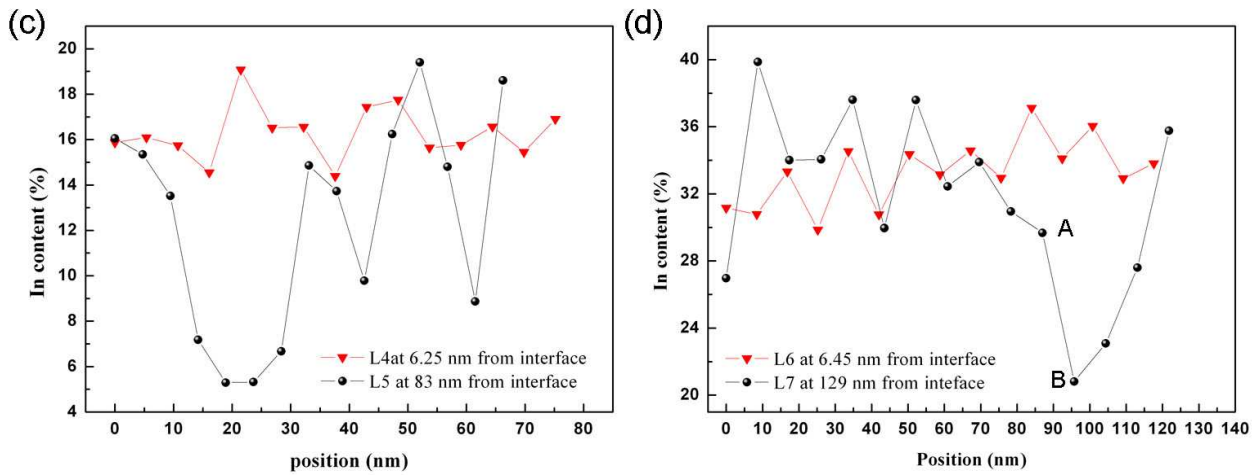 (c)
20
18
16
14
12
10
8
6
4
In content (%)
L4at 6.25 nm from interface
L5 at 83 nm from interface
0 10 20 30 40 50 60 70 80
position (nm)
(d)
40
36
32
28
24
20
In content (%)
A
B
L6 at 6.45 nm from interface
L7 at 129 nm from inteface
0 10 20 30 40 50 60 70 80 90 100 110 120 130 140
Position (nm)